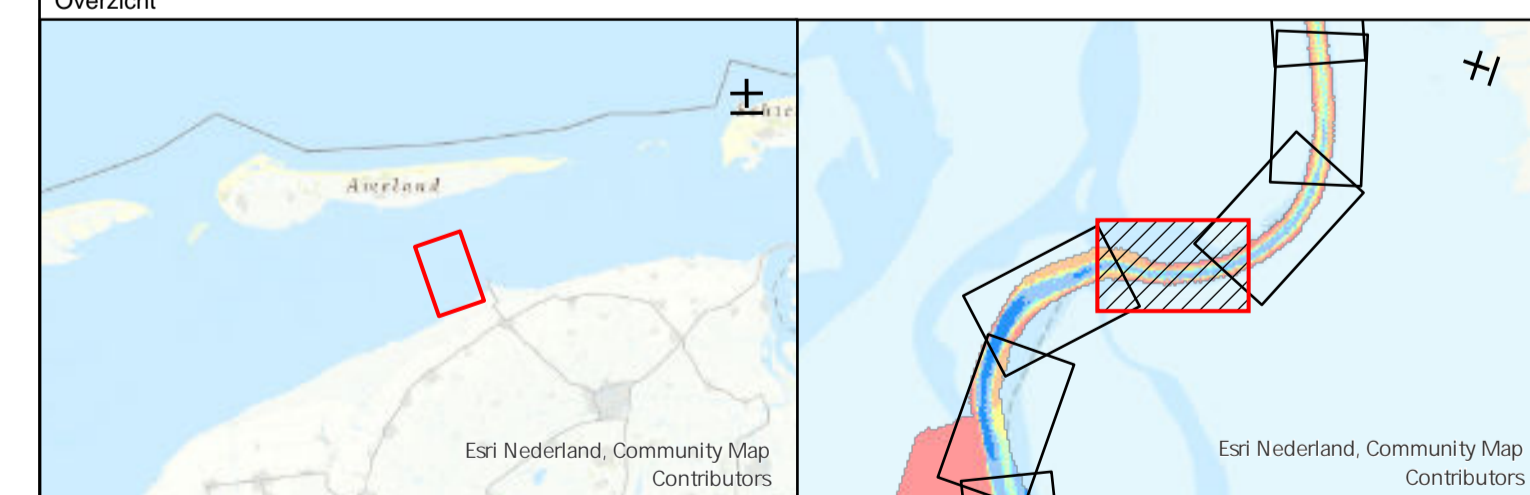 Overzicht
Ameland
Esri Nederland, Community Map
Contributors
Esri Nederland, Community Map
Contributors